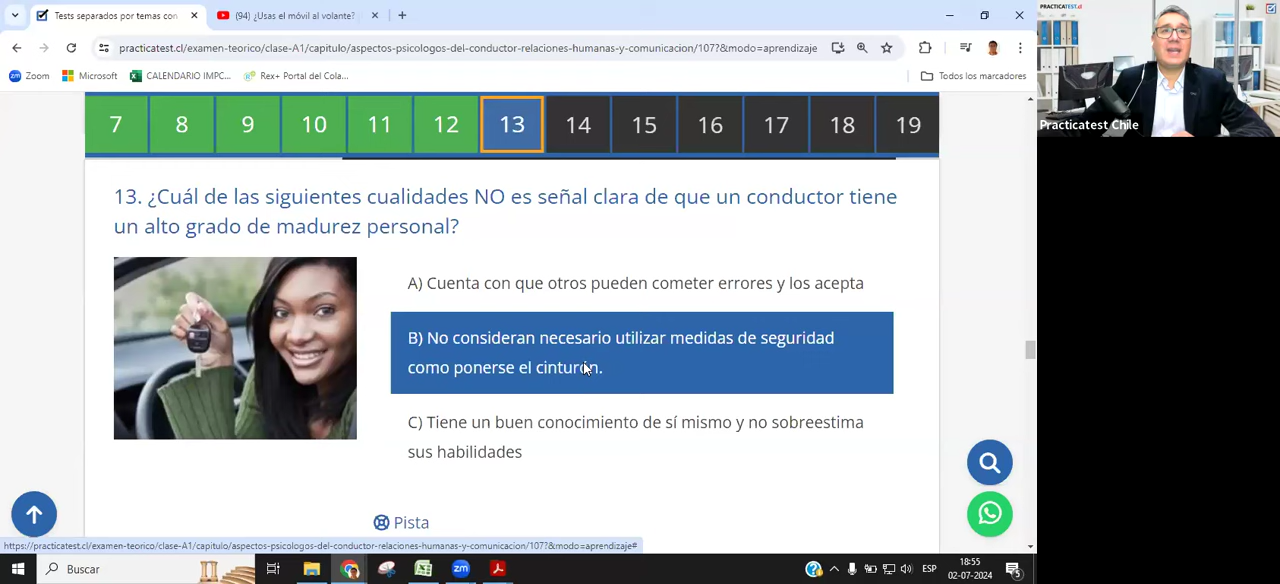 Tests separados por temas con
(94) ¿Usas el móvil al volante?
practicatest.cl/examen-teorico/clase-A1/capitulo/aspectos-psicologos-del-conductor-relaciones-humanas-y-comunicacion/107?&modo=aprendizaje
Zoom
Microsoft
CALENDARIO IMPC...
Rex+ Portal del Cola...
Todos los marcadores
PRACTICATEST.cl
Practicatest Chile
7 8 9 10 11 12 13 14 15 16 17 18 19
13. ¿Cuál de las siguientes cualidades NO es señal clara de que un conductor tiene
un alto grado de madurez personal?
A) Cuenta con que otros pueden cometer errores y los acepta
B) No consideran necesario utilizar medidas de seguridad
como ponerse el cinturón.
C) Tiene un buen conocimiento de sí mismo y no sobreestima
sus habilidades
Pista
https://practicatest.cl/examen-teorico/clase-A1/capitulo/aspectos-psicologos-del-conductor-relaciones-humanas-y-comunicacion/107?&modo=aprendizaje#
Buscar
zm
ESP
18:55
02-07-2024
5